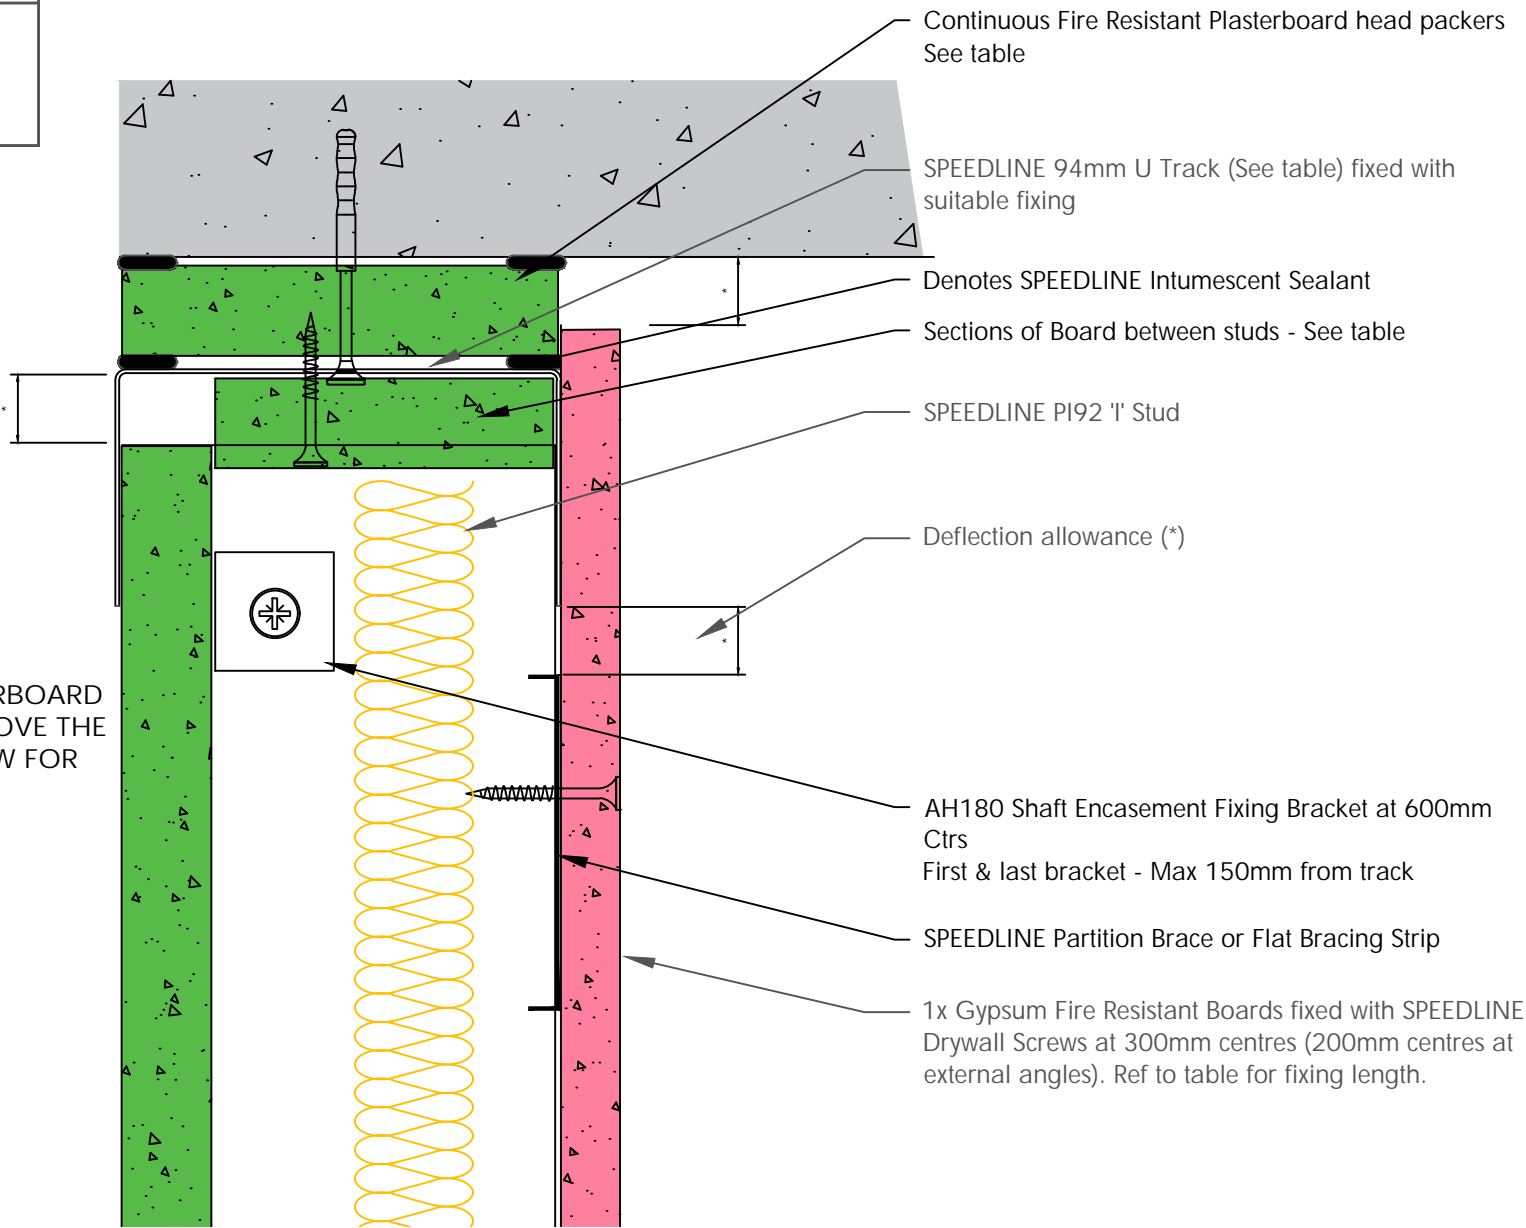 Continuous Fire Resistant Plasterboard head packers
See table
SPEEDLINE 94mm U Track (See table) fixed with
suitable fixing
Denotes SPEEDLINE Intumescent Sealant
Sections of Board between studs - See table
SPEEDLINE PI92 'I' Stud
Deflection allowance (*)
AH180 Shaft Encasement Fixing Bracket at 600mm
Ctrs
First & last bracket - Max 150mm from track
SPEEDLINE Partition Brace or Flat Bracing Strip
1x Gypsum Fire Resistant Boards fixed with SPEEDLINE
Drywall Screws at 300mm centres (200mm centres at
external angles). Ref to table for fixing length.
*
*
*
RBOARD
OVE THE
W FOR